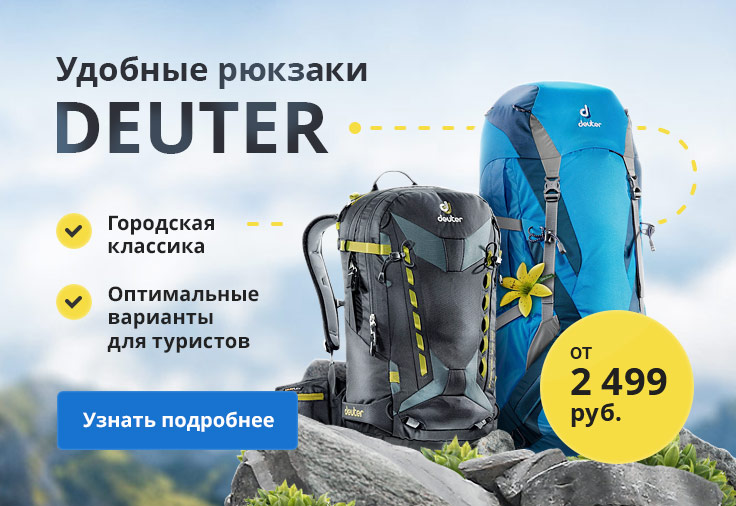 Удобные рюкзаки
DEUTER
Городская
классика
Оптимальные
варианты
для туристов
Узнать подробнее
deuter
deuter
deuter
от
2 499
руб.